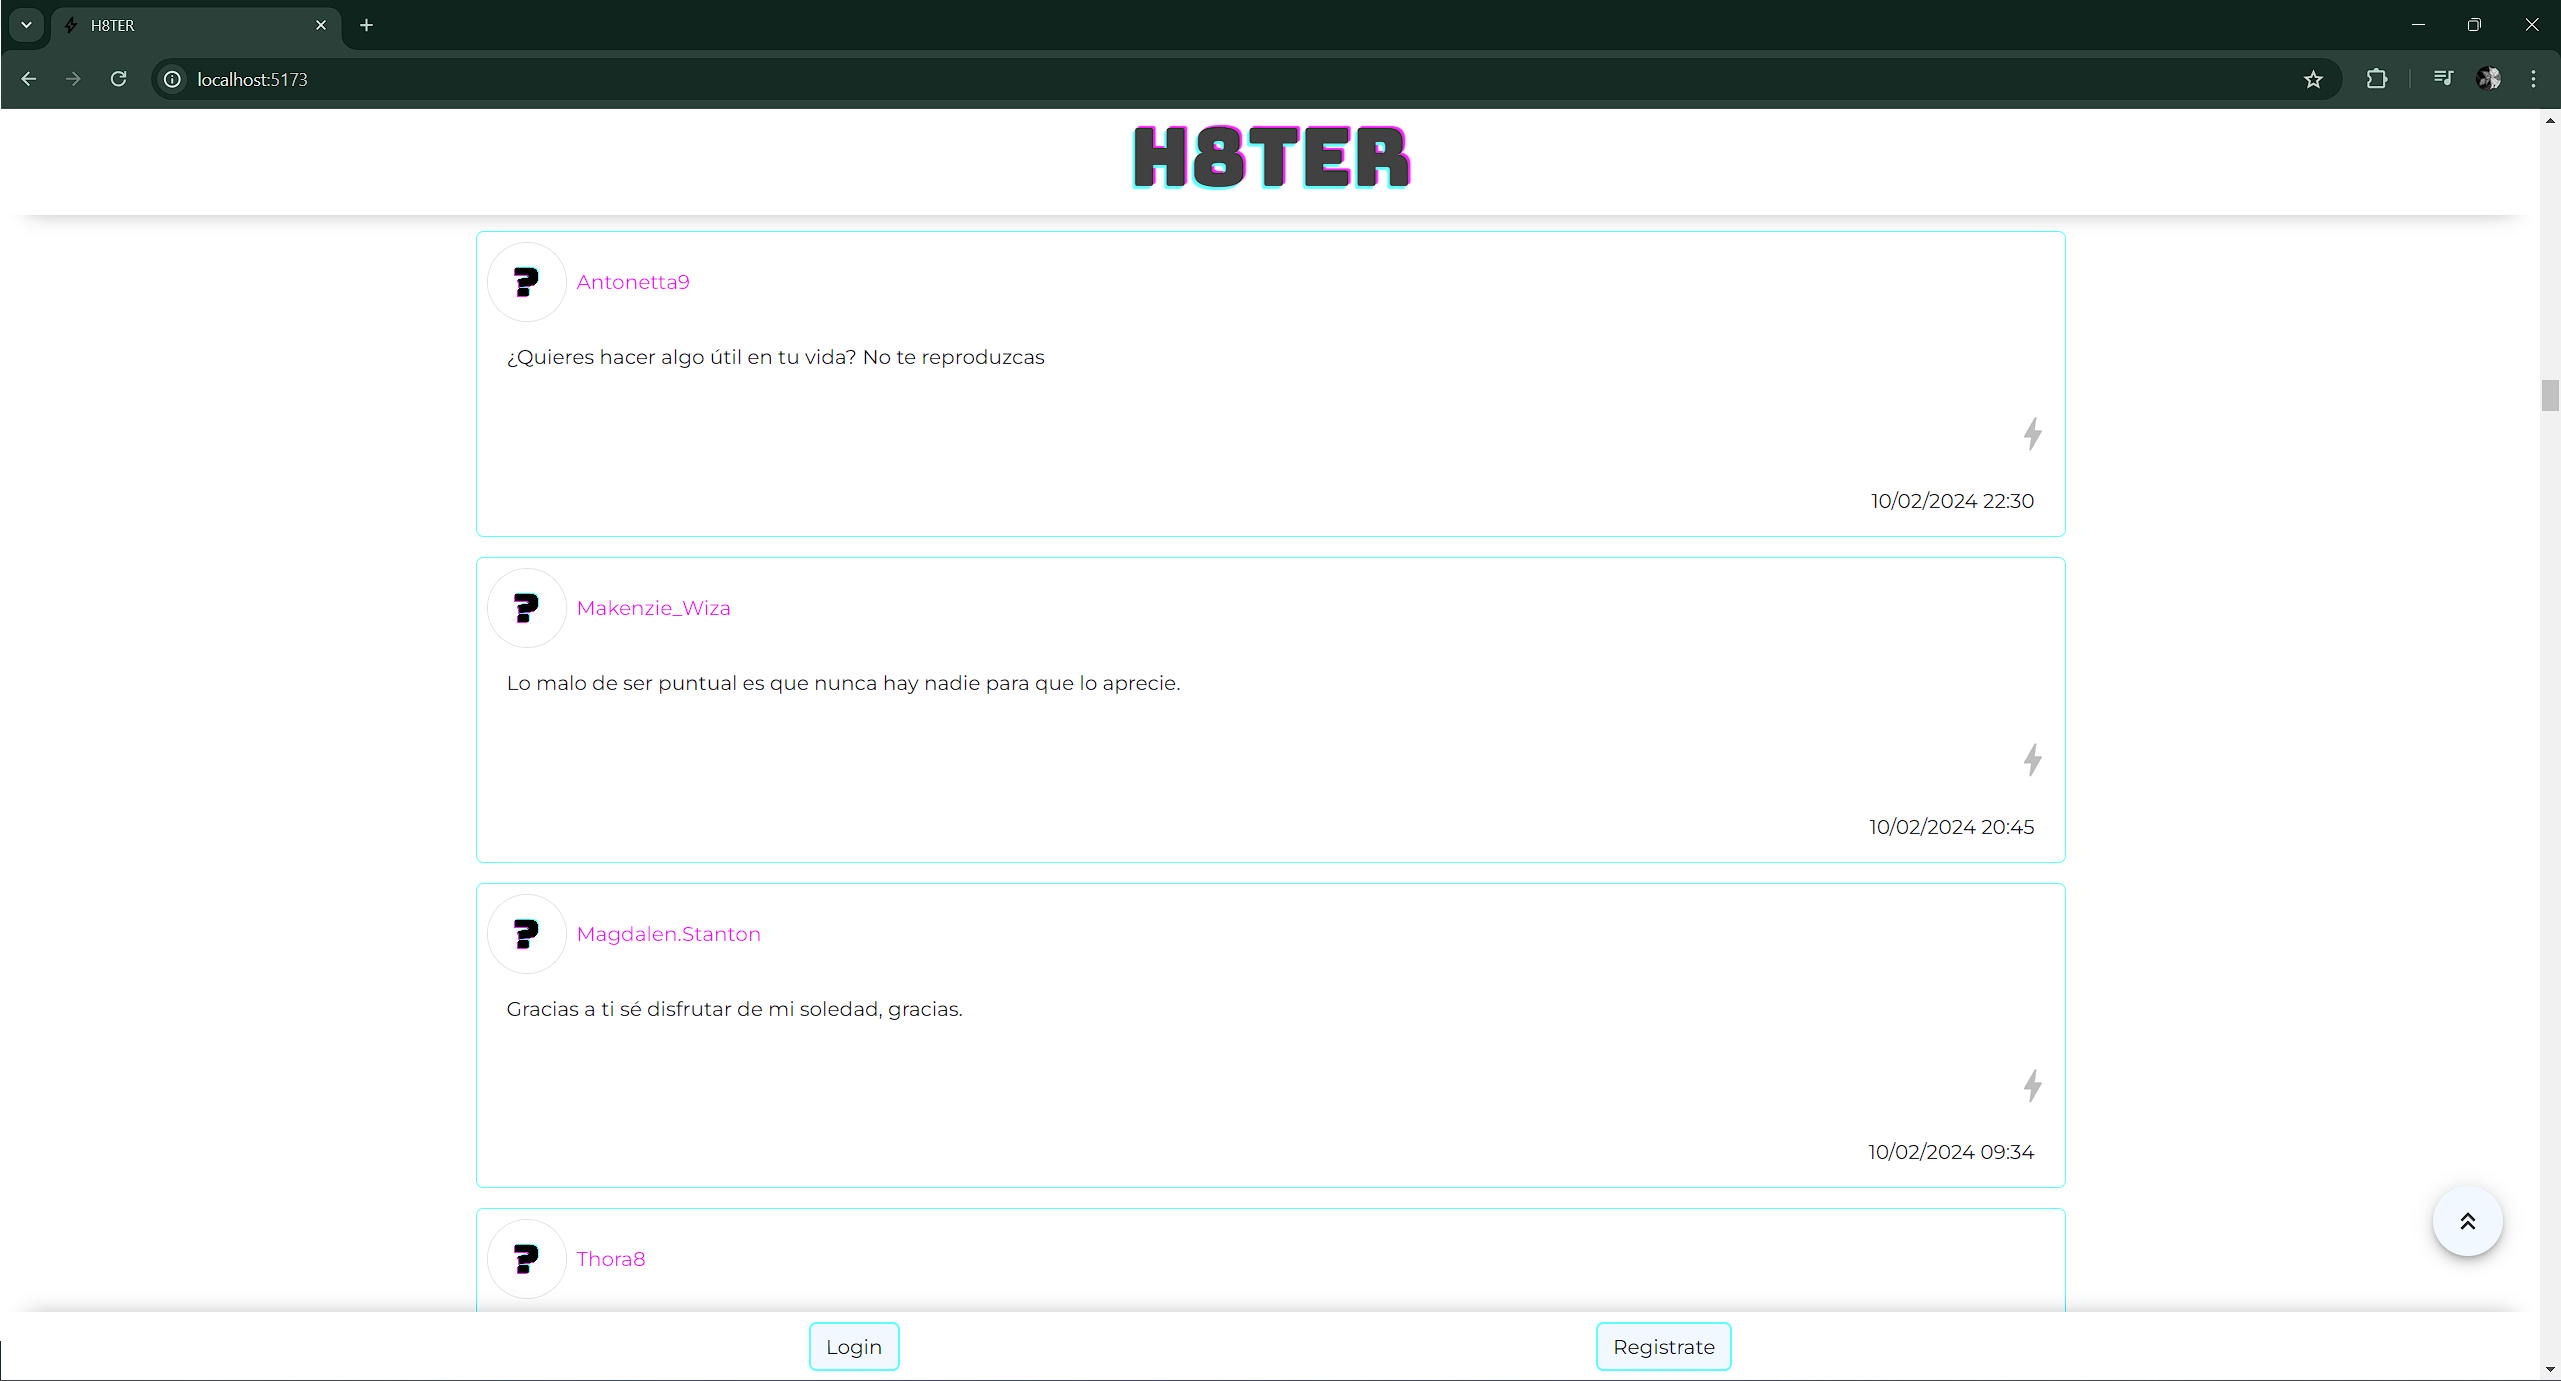 H8TER
localhost:5173
H8TER
?
Antonetta9
¿Quieres hacer algo útil en tu vida? No te reproduzcas
10/02/2024 22:30
?
Makenzie_Wiza
Lo malo de ser puntual es que nunca hay nadie para que lo aprecie.
10/02/2024 20:45
?
Magdalen.Stanton
Gracias a ti sé disfrutar de mi soledad, gracias.
10/02/2024 09:34
?
Thora8
Login
Registrate